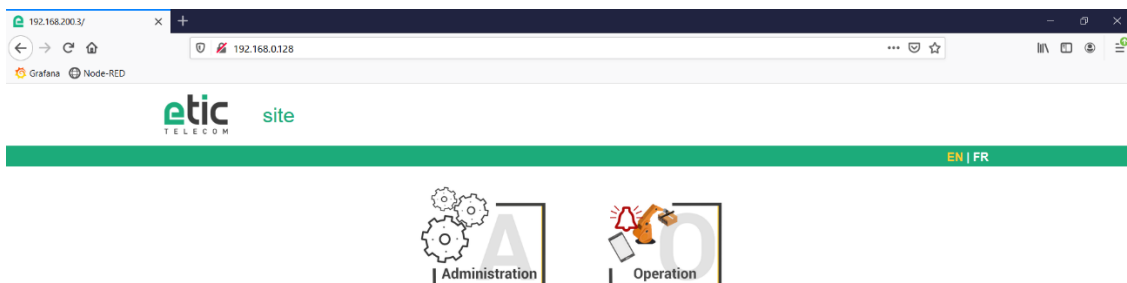 192.168.200.3/
192.168.0.128
Grafana Node-RED
etic
TELECOM
site
EN | FR
A O
Administration Operation